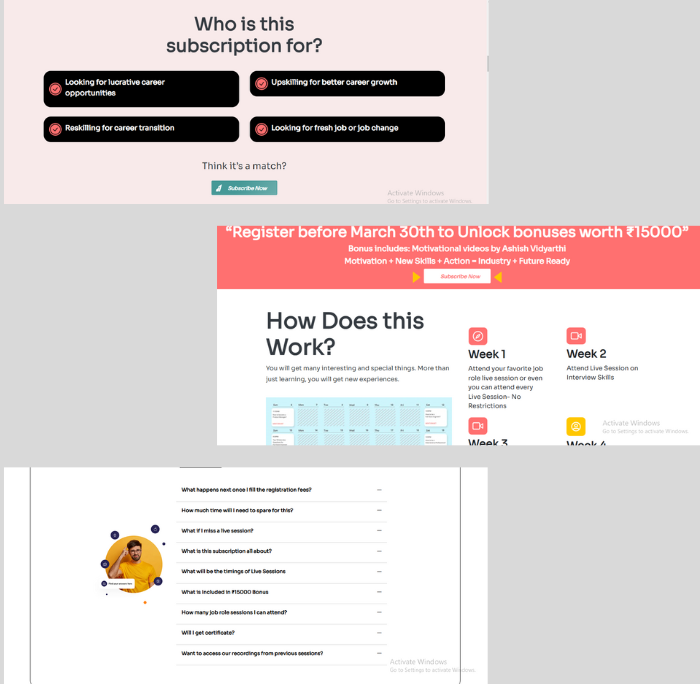 Who is this
subscription for?
Looking for lucrative career
opportunities
Upskilling for better career growth
Reskilling for career transition
Looking for fresh job or job change
Think it's a match?
Subscribe Now
Activate Windows
Go to Settings to activate Windows.
“Register before March 30th to Unlock bonuses worth ₹15000”
Bonus includes: Motivational videos by Ashish Vidyarthi
Motivation + New Skills + Action = Industry + Future Ready
Subscribe Now
How Does this
Work?
You will get many interesting and special things. More than
just learning, you will get new experiences.
Week 1
Attend your favorite job
role live session or even
you can attend every
Live Session- No
Restrictions
Week 2
Attend Live Session on
Interview Skills
Week 3
Week 4
Activate Windows
Go to Settings to activate Windows.
What happens next once I fill the registration fees?
How much time will I need to spare for this?
What if I miss a live session?
What is this subscription all about?
What will be the timings of Live Sessions
What is included in ₹15000 Bonus
How many job role sessions I can attend?
Will I get certificate?
Want to access our recordings from previous sessions?
Activate Windows
Go to Settings to activate Windows.